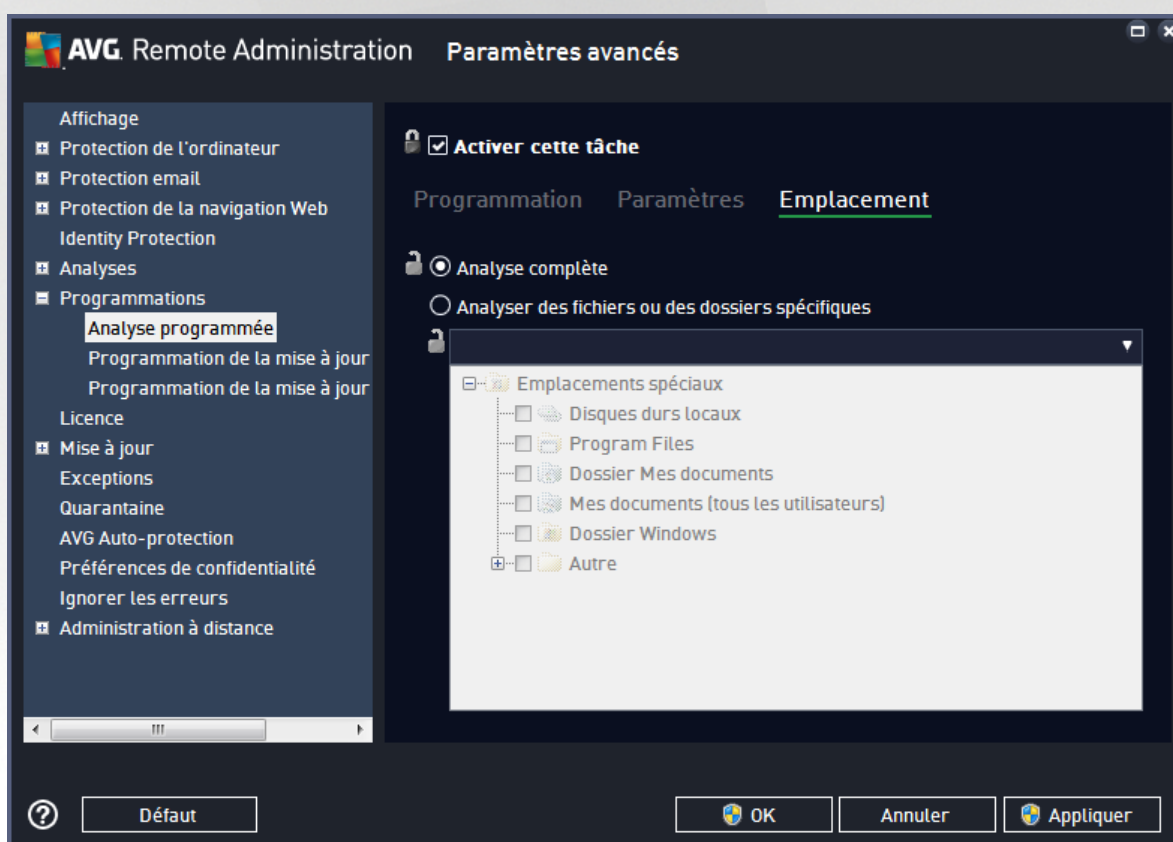 AVG. Remote Administration Paramètres avancés
Affichage
Protection de l'ordinateur
Protection email
Protection de la navigation Web
Identity Protection
Analyses
Programmations
Analyse programmée
Programmation de la mise à jour
Programmation de la mise à jour
Licence
Mise à jour
Exceptions
Quarantaine
AVG Auto-protection
Préférences de confidentialité
Ignorer les erreurs
Administration à distance
Activer cette tâche
Programmation Paramètres Emplacement
Analyse complète
Analyser des fichiers ou des dossiers spécifiques
Emplacements spéciaux
Disques durs locaux
Program Files
Dossier Mes documents
Mes documents (tous les utilisateurs)
Dossier Windows
Autre
? Défaut OK Annuler Appliquer